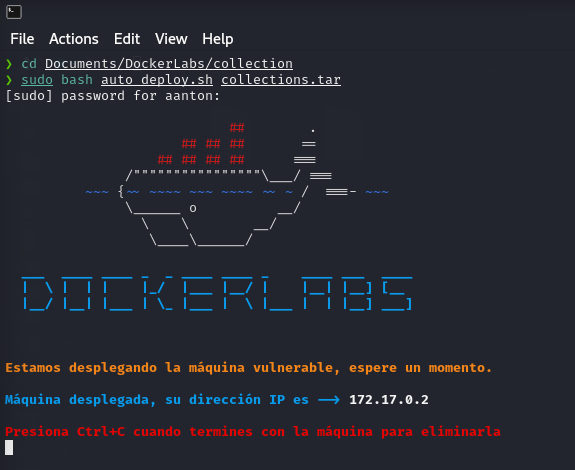 File Actions Edit View Help
❯ cd Documents/DockerLabs/collection
❯ sudo bash auto_deploy.sh collections.tar
[sudo] password for aanton:
## .
## ## ## ==
## ## ## ## ===
/"""""""""""""""""\___/ ===
~~~ {~~ ~~~~ ~~~ ~~~~ ~~ ~ / ===- ~~~
\______ o __/
\ \ __/
\____\______/
DOCKERLABS
Estamos desplegando la máquina vulnerable, espere un momento.
Máquina desplegada, su dirección IP es --> 172.17.0.2
Presiona Ctrl+C cuando termines con la máquina para eliminarla